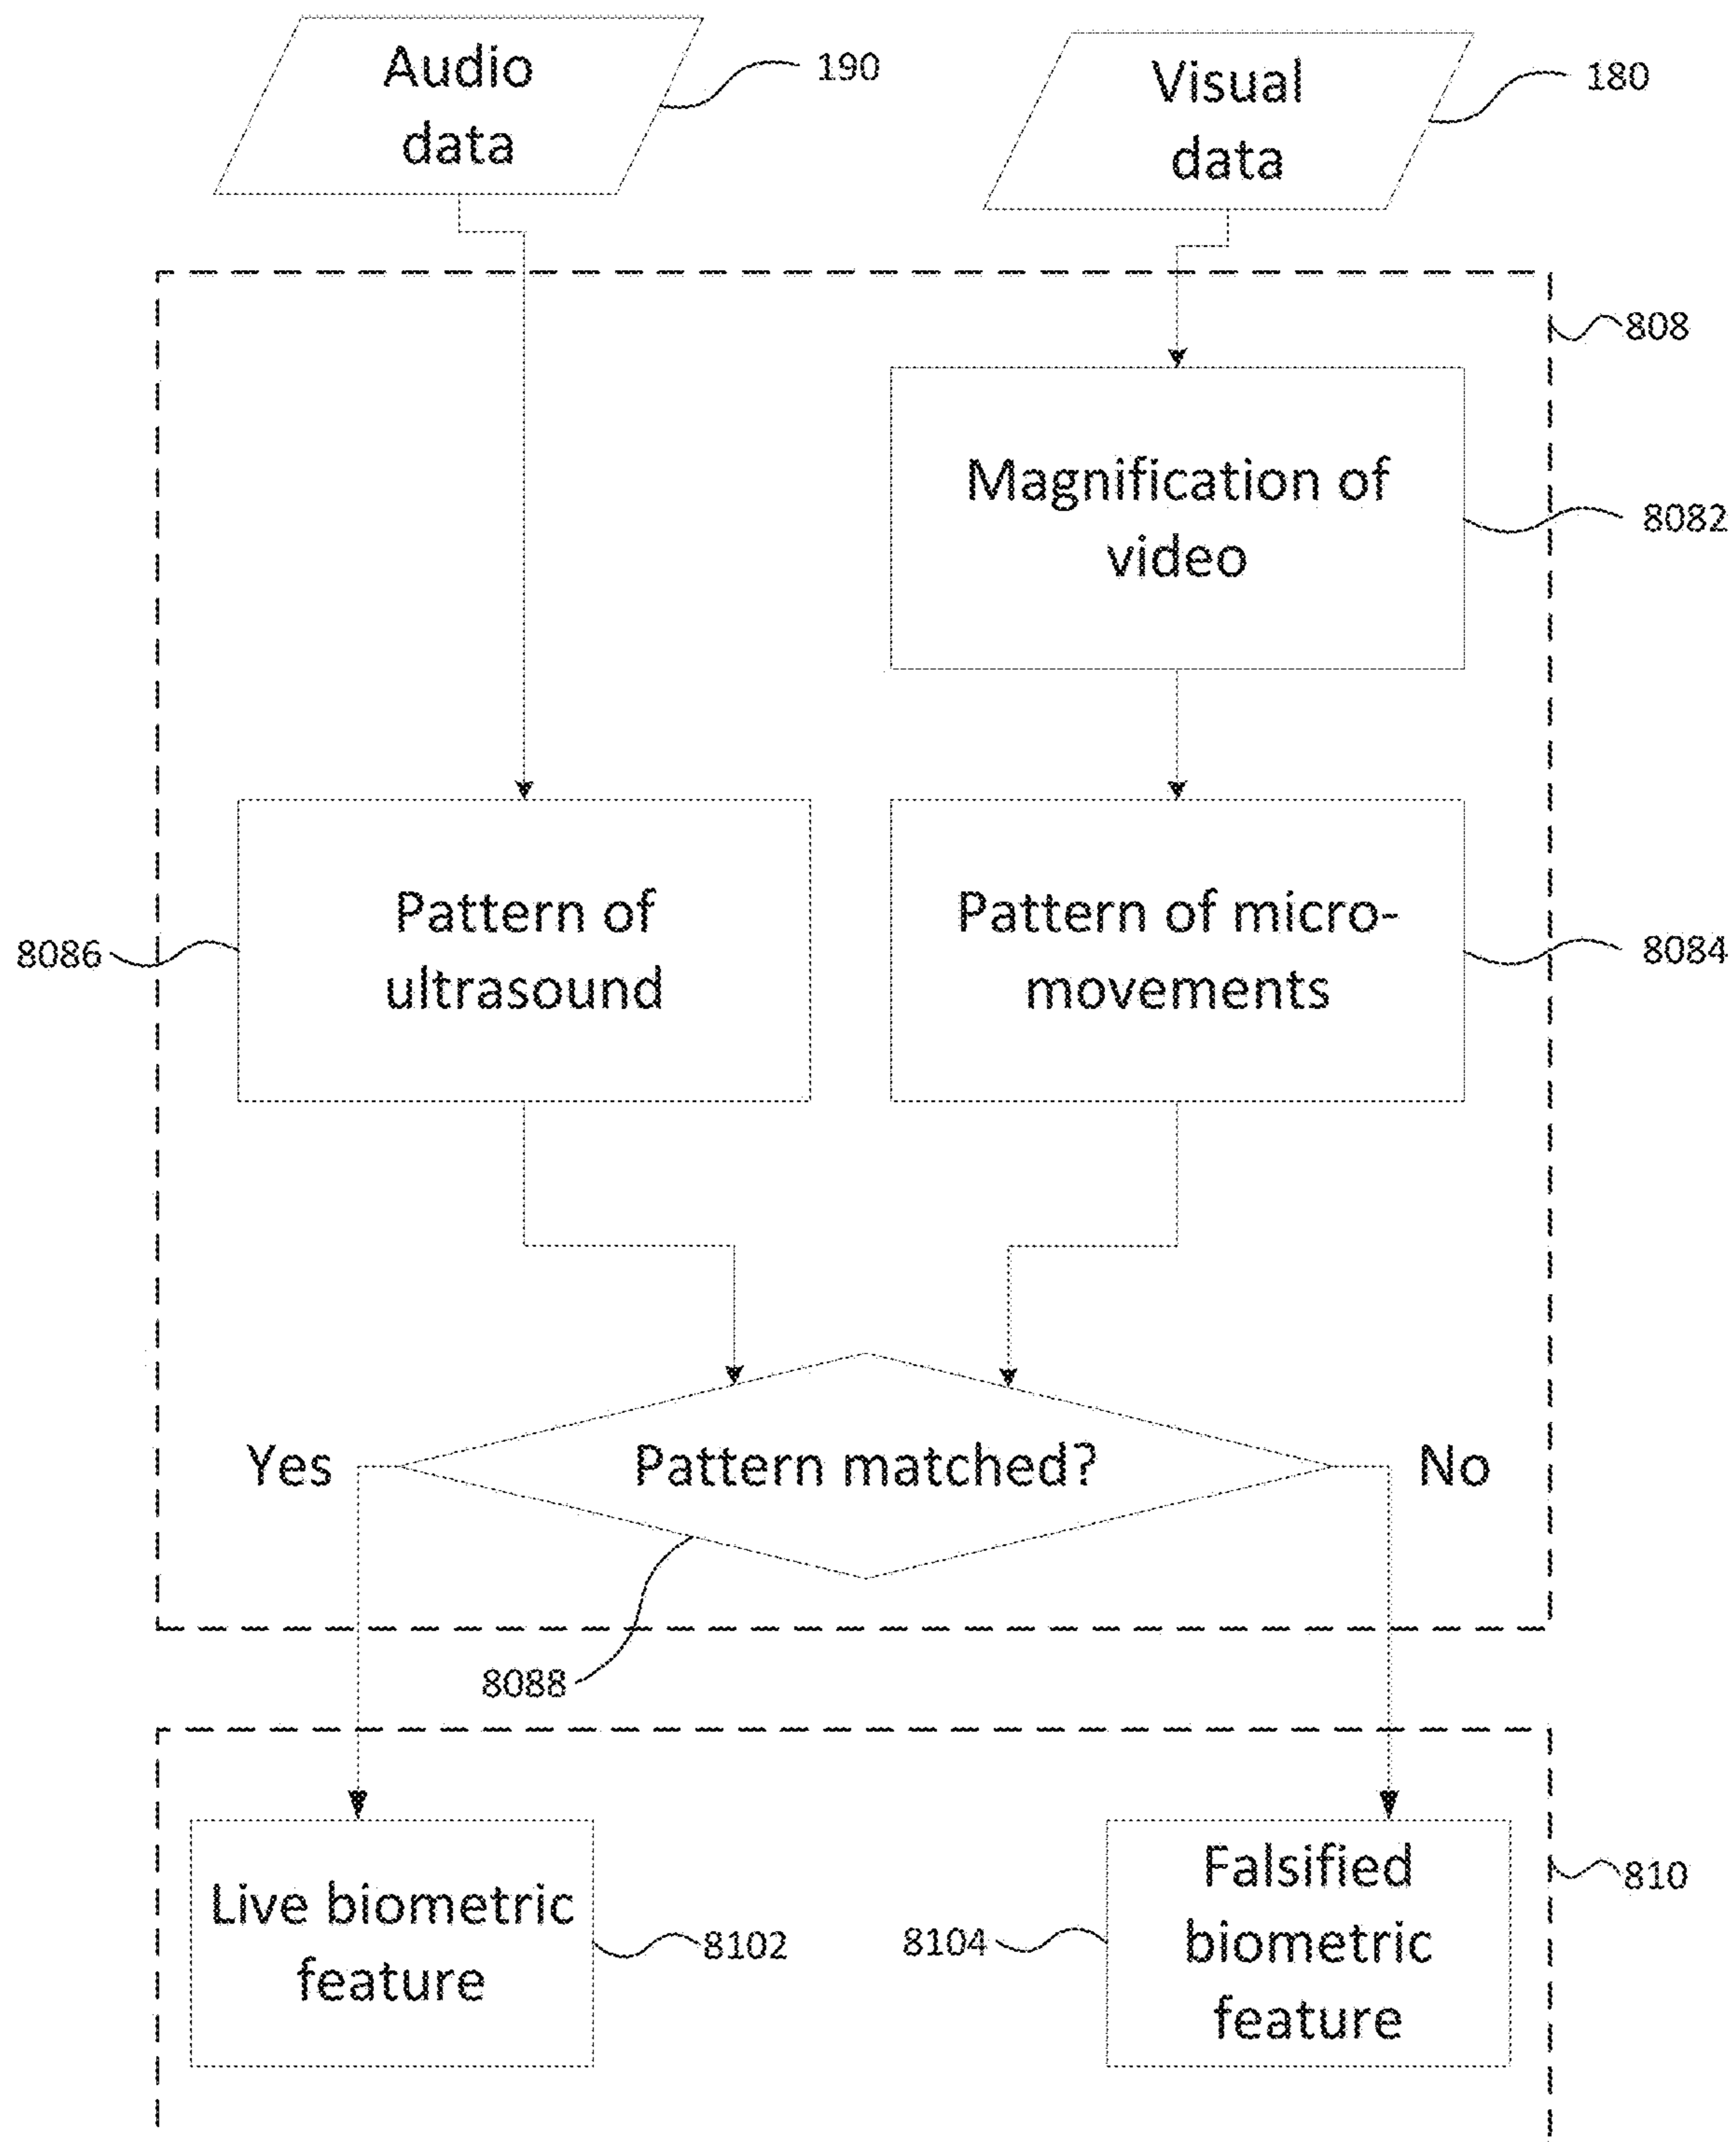 Audio
data
190
Visual
data
180
808
Magnification of
video
8082
Pattern of
ultrasound
8086
Pattern of micro-
movements
8084
Yes
Pattern matched?
No
8088
Live biometric
feature
8102
8104
Falsified
biometric
feature
810